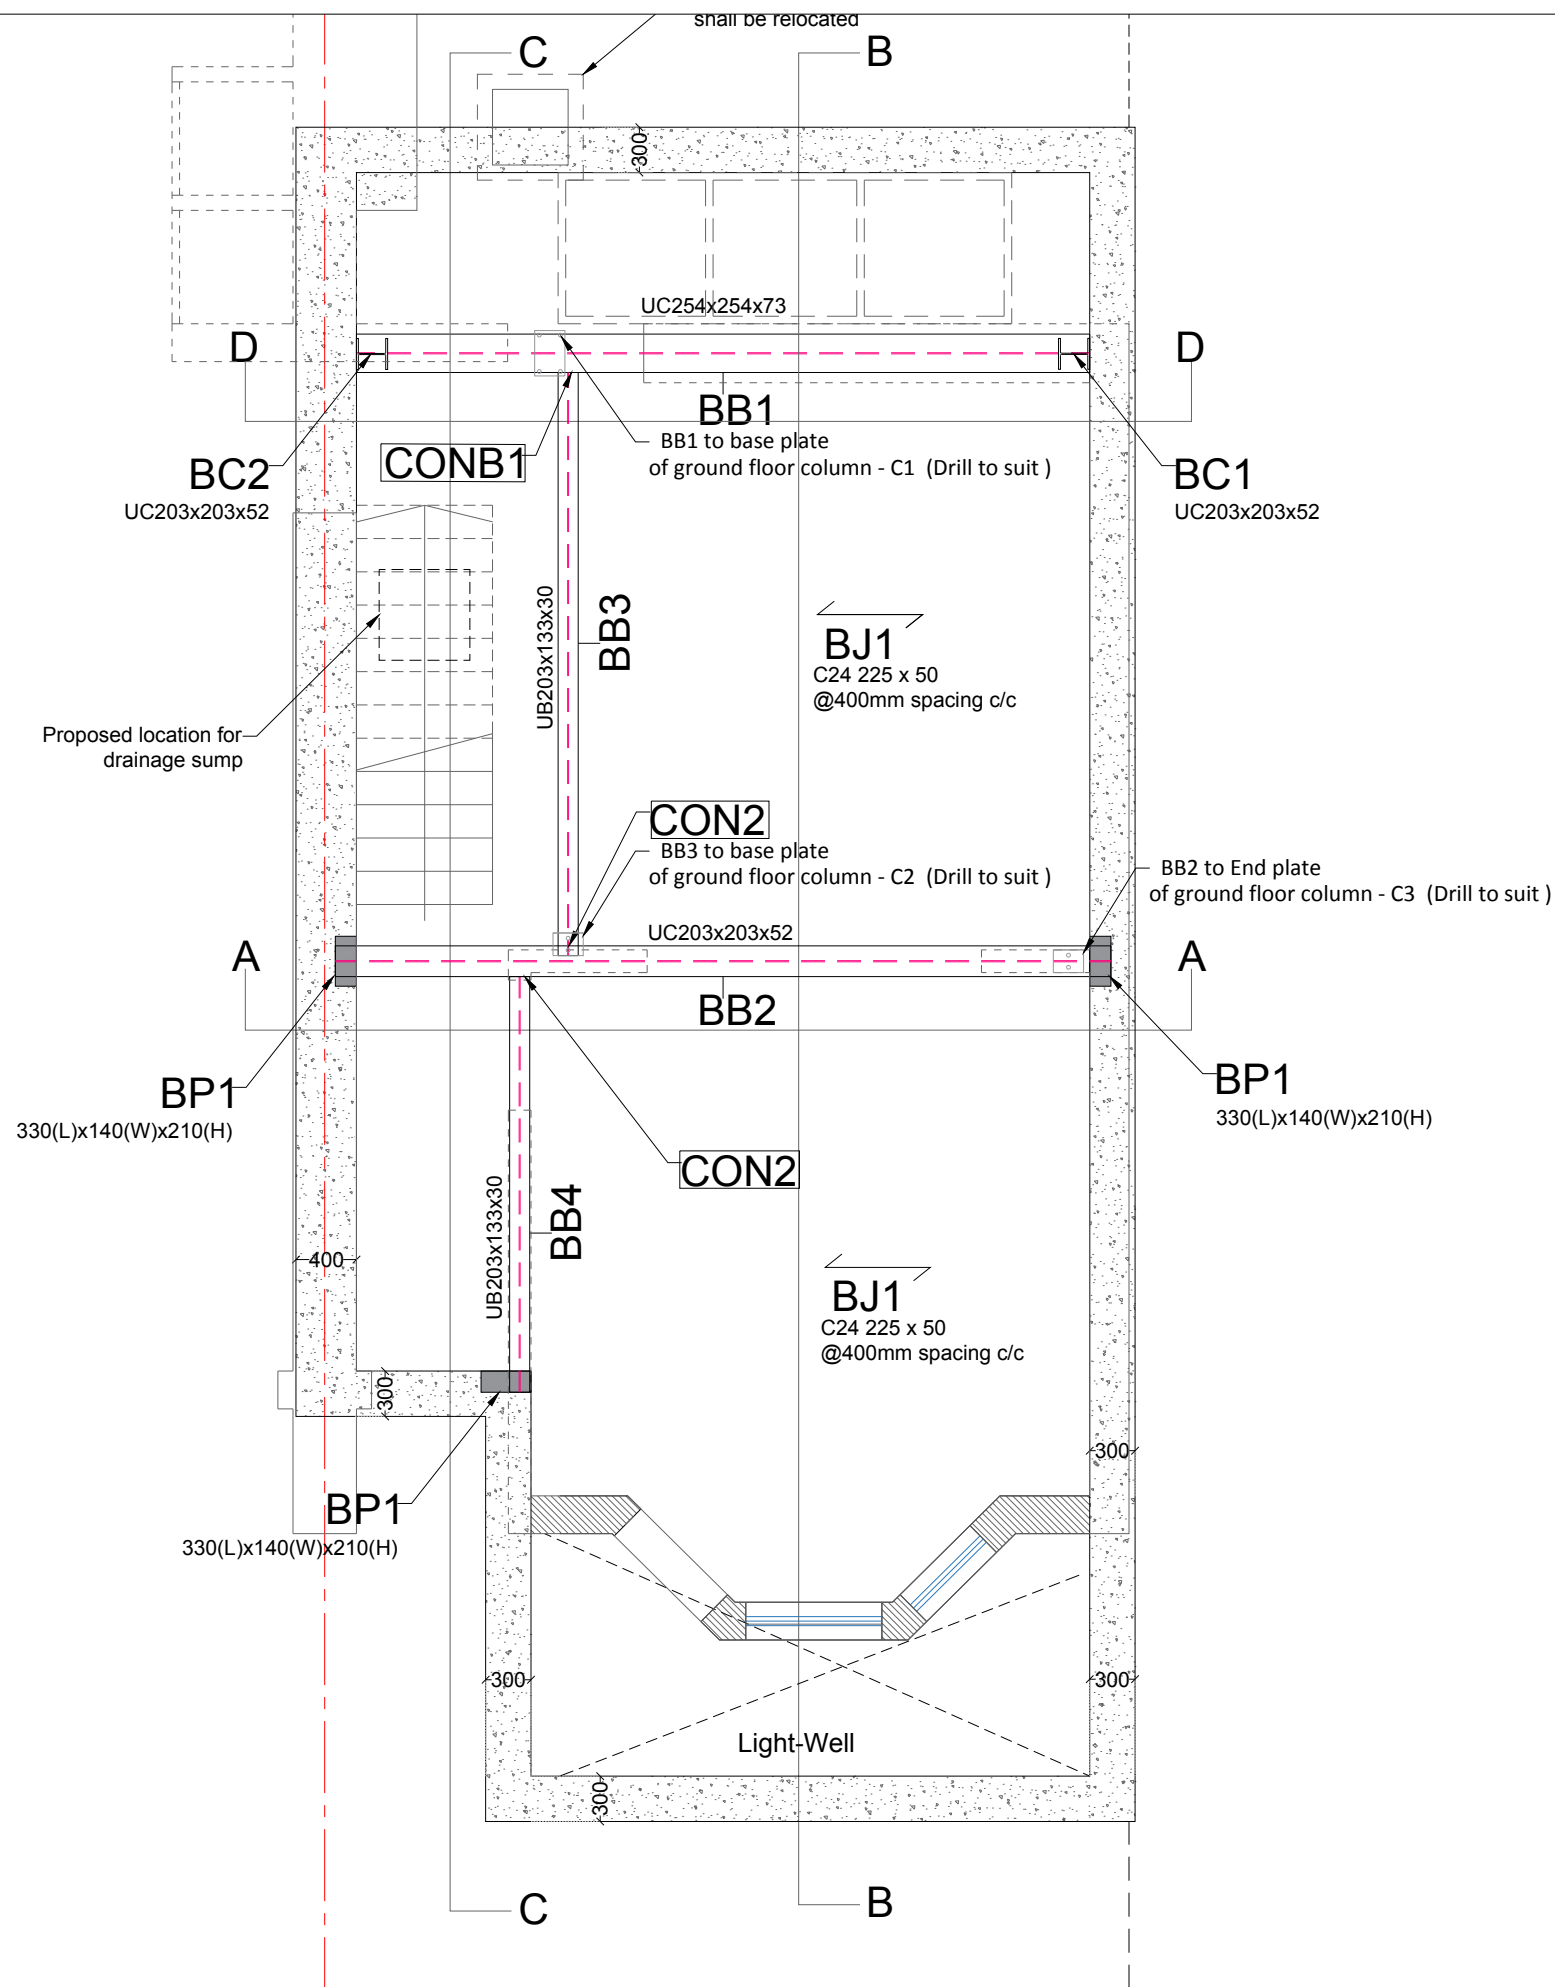 shall be relocated
C
B
300
UC254x254x73
D
D
BB1
BB1 to base plate
of ground floor column - C1  (Drill to suit )
CONB1
BC2
UC203x203x52
BC1
UC203x203x52
UB203x133x30
BB3
BJ1
C24 225 x 50
@400mm spacing c/c
Proposed location for
drainage sump
CON2
BB3 to base plate
of ground floor column - C2  (Drill to suit )
BB2 to End plate
of ground floor column - C3  (Drill to suit )
UC203x203x52
A
A
BB2
BP1
330(L)x140(W)x210(H)
BP1
330(L)x140(W)x210(H)
CON2
UB203x133x30
BB4
400
BJ1
C24 225 x 50
@400mm spacing c/c
300
300
BP1
330(L)x140(W)x210(H)
300
300
Light-Well
300
C
B